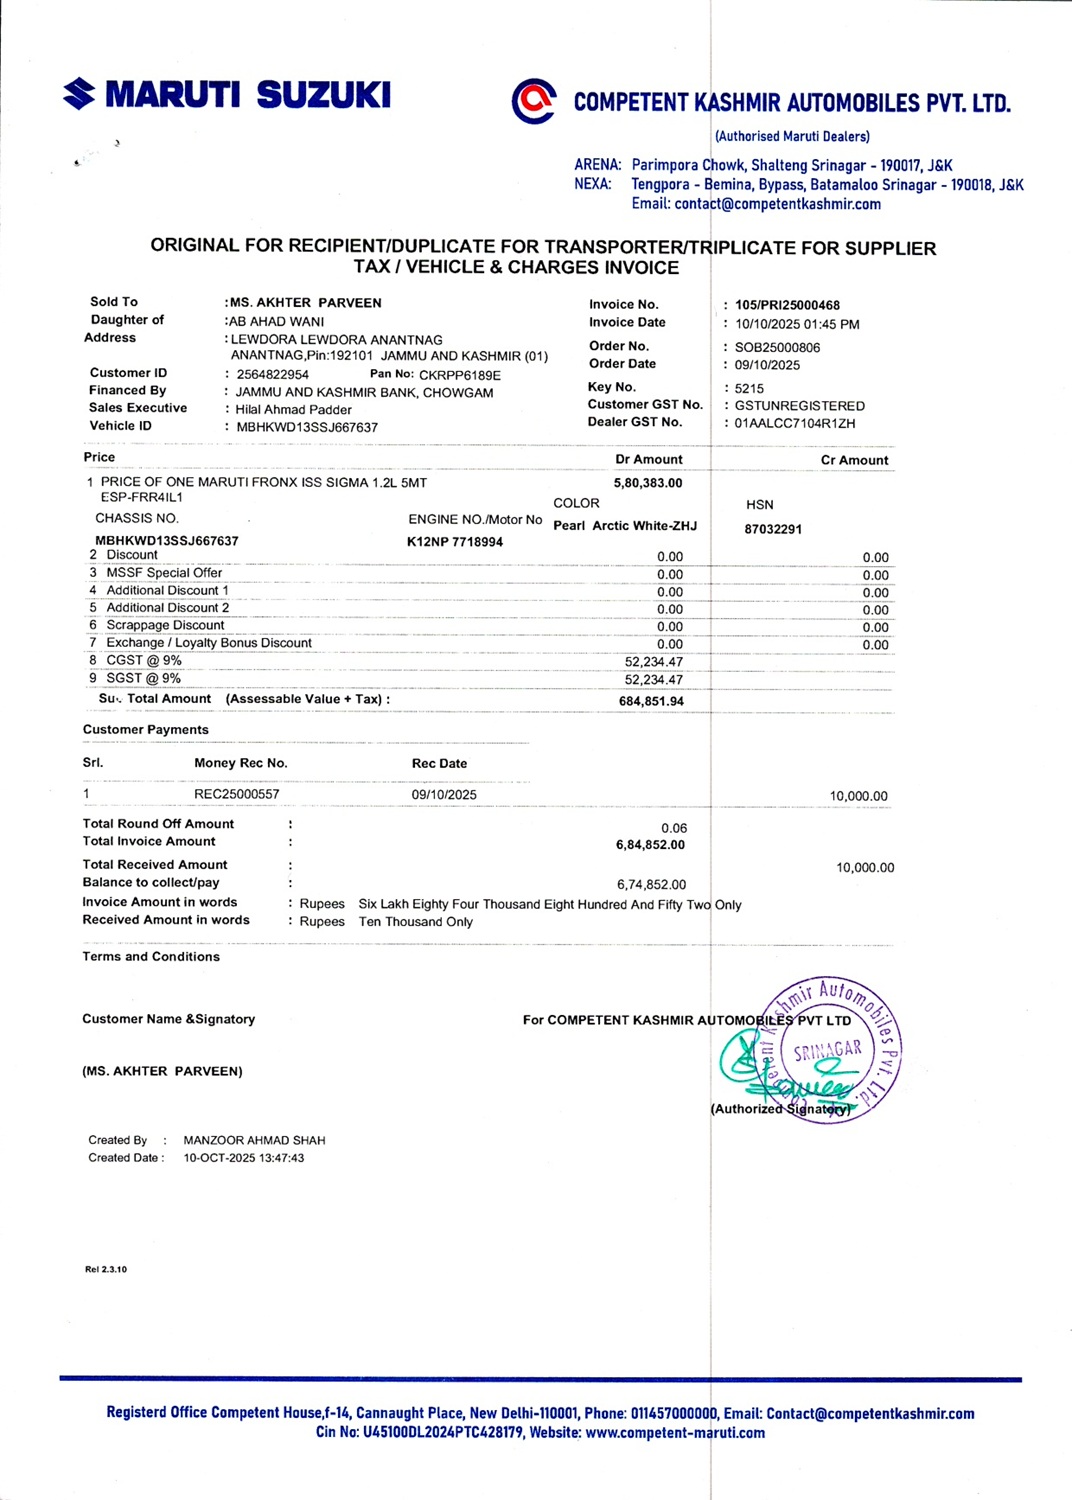 MARUTI SUZUKI
COMPETENT KASHMIR AUTOMOBILES PVT. LTD.
(Authorised Maruti Dealers)
ARENA: Parimpora Chowk, Shalteng Srinagar - 190017, J&K
NEXA: Tengpora - Bemina, Bypass, Batamaloo Srinagar - 190018, J&K
Email: contact@competentkashmir.com
ORIGINAL FOR RECIPIENT/DUPLICATE FOR TRANSPORTER/TRIPLICATE FOR SUPPLIER
TAX / VEHICLE & CHARGES INVOICE
Sold To :MS. AKHTER PARVEEN
Daughter of :AB AHAD WANI
Address :LEWDORA LEWDORA ANANTNAG
ANANTNAG,Pin:192101 JAMMU AND KASHMIR (01)
Customer ID : 2564822954 Pan No: CKRPP6189E
Financed By : JAMMU AND KASHMIR BANK, CHOWGAM
Sales Executive : Hilal Ahmad Padder
Vehicle ID : MBHKWD13SSJ667637
Invoice No. : 105/PRI25000468
Invoice Date : 10/10/2025 01:45 PM
Order No. : SOB25000806
Order Date : 09/10/2025
Key No. : 5215
Customer GST No. : GSTUNREGISTERED
Dealer GST No. : 01AALCC7104R1ZH
Price Dr Amount Cr Amount
1 PRICE OF ONE MARUTI FRONX ISS SIGMA 1.2L 5MT 5,80,383.00
ESP-FRR4IL1
COLOR HSN
CHASSIS NO. ENGINE NO./Motor No
Pearl Arctic White-ZHJ 87032291
MBHKWD13SSJ667637 K12NP 7718994
2 Discount 0.00 0.00
3 MSSF Special Offer 0.00 0.00
4 Additional Discount 1 0.00 0.00
5 Additional Discount 2 0.00 0.00
6 Scrappage Discount 0.00 0.00
7 Exchange / Loyalty Bonus Discount 0.00 0.00
8 CGST @ 9% 52,234.47
9 SGST @ 9% 52,234.47
Total Amount (Assessable Value + Tax) : 684,851.94
Customer Payments
Srl. Money Rec No. Rec Date
1 REC25000557 09/10/2025 10,000.00
Total Round Off Amount : 0.06
Total Invoice Amount : 6,84,852.00
Total Received Amount : 10,000.00
Balance to collect/pay : 6,74,852.00
Invoice Amount in words : Rupees Six Lakh Eighty Four Thousand Eight Hundred And Fifty Two Only
Received Amount in words : Rupees Ten Thousand Only
Terms and Conditions
Customer Name &Signatory
For COMPETENT KASHMIR AUTOMOBILES PVT LTD
Competent Kashmir Automobiles Pvt. Ltd.
SRINAGAR
(MS. AKHTER PARVEEN)
(Authorized Signatory)
Created By : MANZOOR AHMAD SHAH
Created Date : 10-OCT-2025 13:47:43
Rel 2.3.10
Registerd Office Competent House,f-14, Cannaught Place, New Delhi-110001, Phone: 011457000000, Email: Contact@competentkashmir.com
Cin No: U45100DL2024PTC428179, Website: www.competent-maruti.com